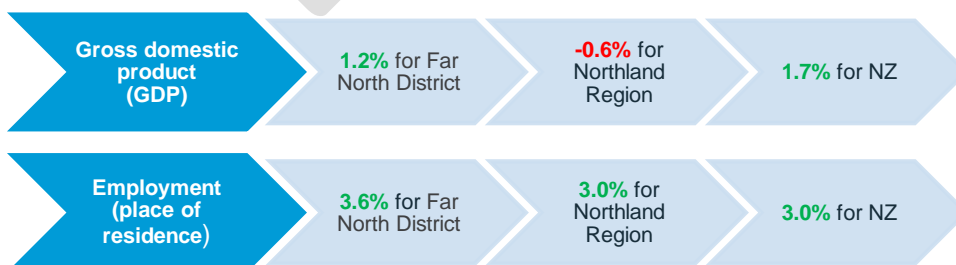 Gross domestic
product
(GDP)
1.2% for Far
North District
-0.6% for
Northland
Region
1.7% for NZ
Employment
(place of
residence)
3.6% for Far
North District
3.0% for
Northland
Region
3.0% for NZ